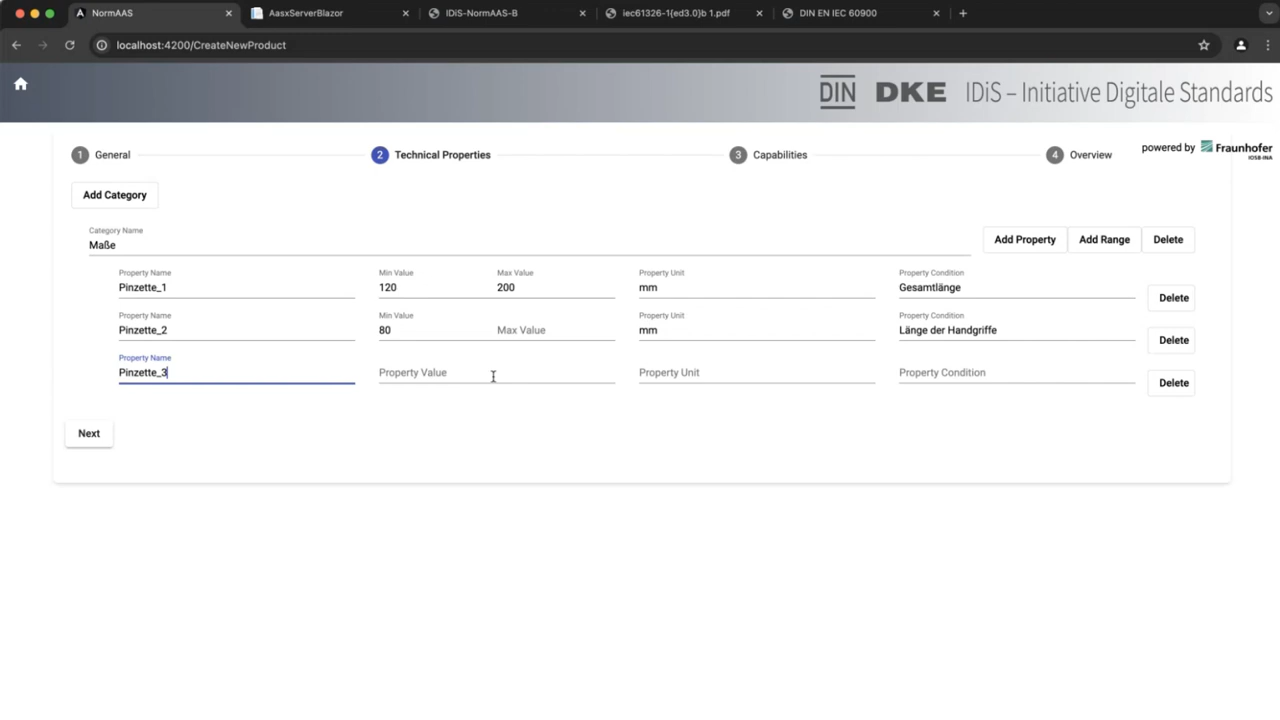 NormAAS
AasxServerBlazor
IDiS-NormAAS-B
iec61326-1{ed3.0}b 1.pdf
DIN EN IEC 60900
localhost:4200/CreateNewProduct
DIN DKE IDiS – Initiative Digitale Standards
1 General
2 Technical Properties
3 Capabilities
4 Overview
powered by Fraunhofer
IOSB-INA
Add Category
Category Name
Maße
Add Property Add Range Delete
Property Name Min Value Max Value Property Unit Property Condition
Pinzette_1 120 200 mm Gesamtlänge
Delete
Property Name Min Value Property Unit Property Condition
Pinzette_2 80 Max Value mm Länge der Handgriffe
Delete
Property Name
Pinzette_3 Property Value Property Unit Property Condition
Delete
Next